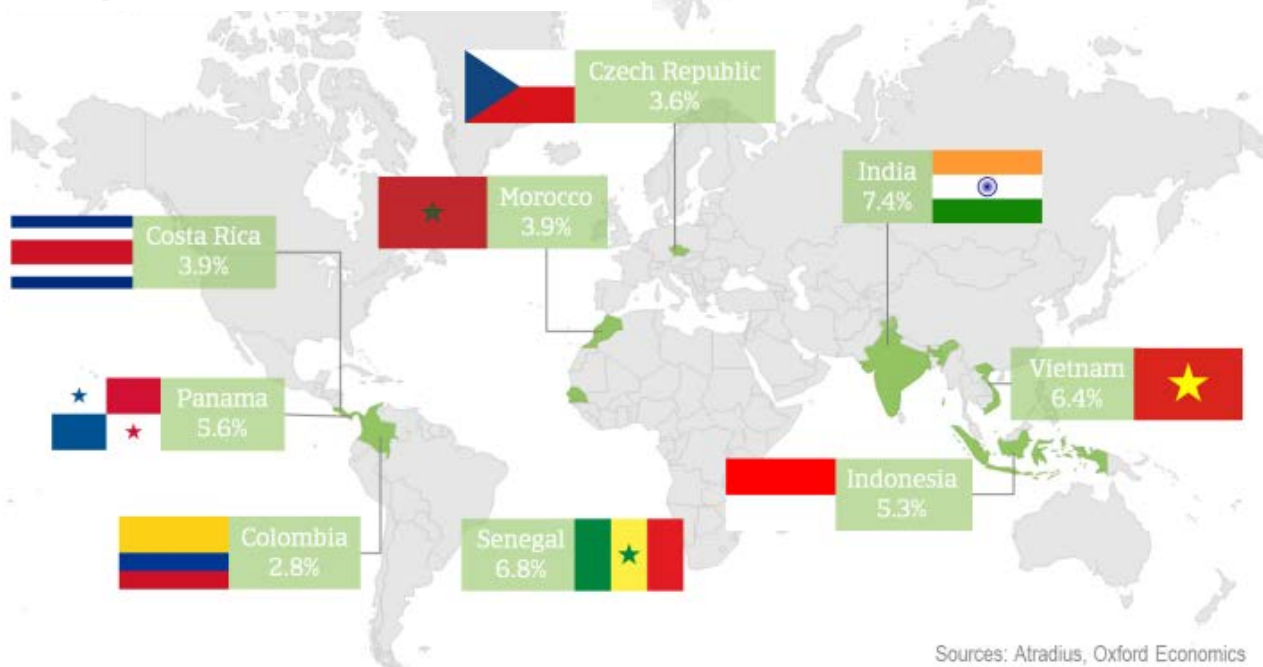 Czech Republic
3.6%
India
7.4%
Morocco
3.9%
Costa Rica
3.9%
Vietnam
6.4%
Panama
5.6%
Indonesia
5.3%
Colombia
2.8%
Senegal
6.8%
Sources: Atradius, Oxford Economics